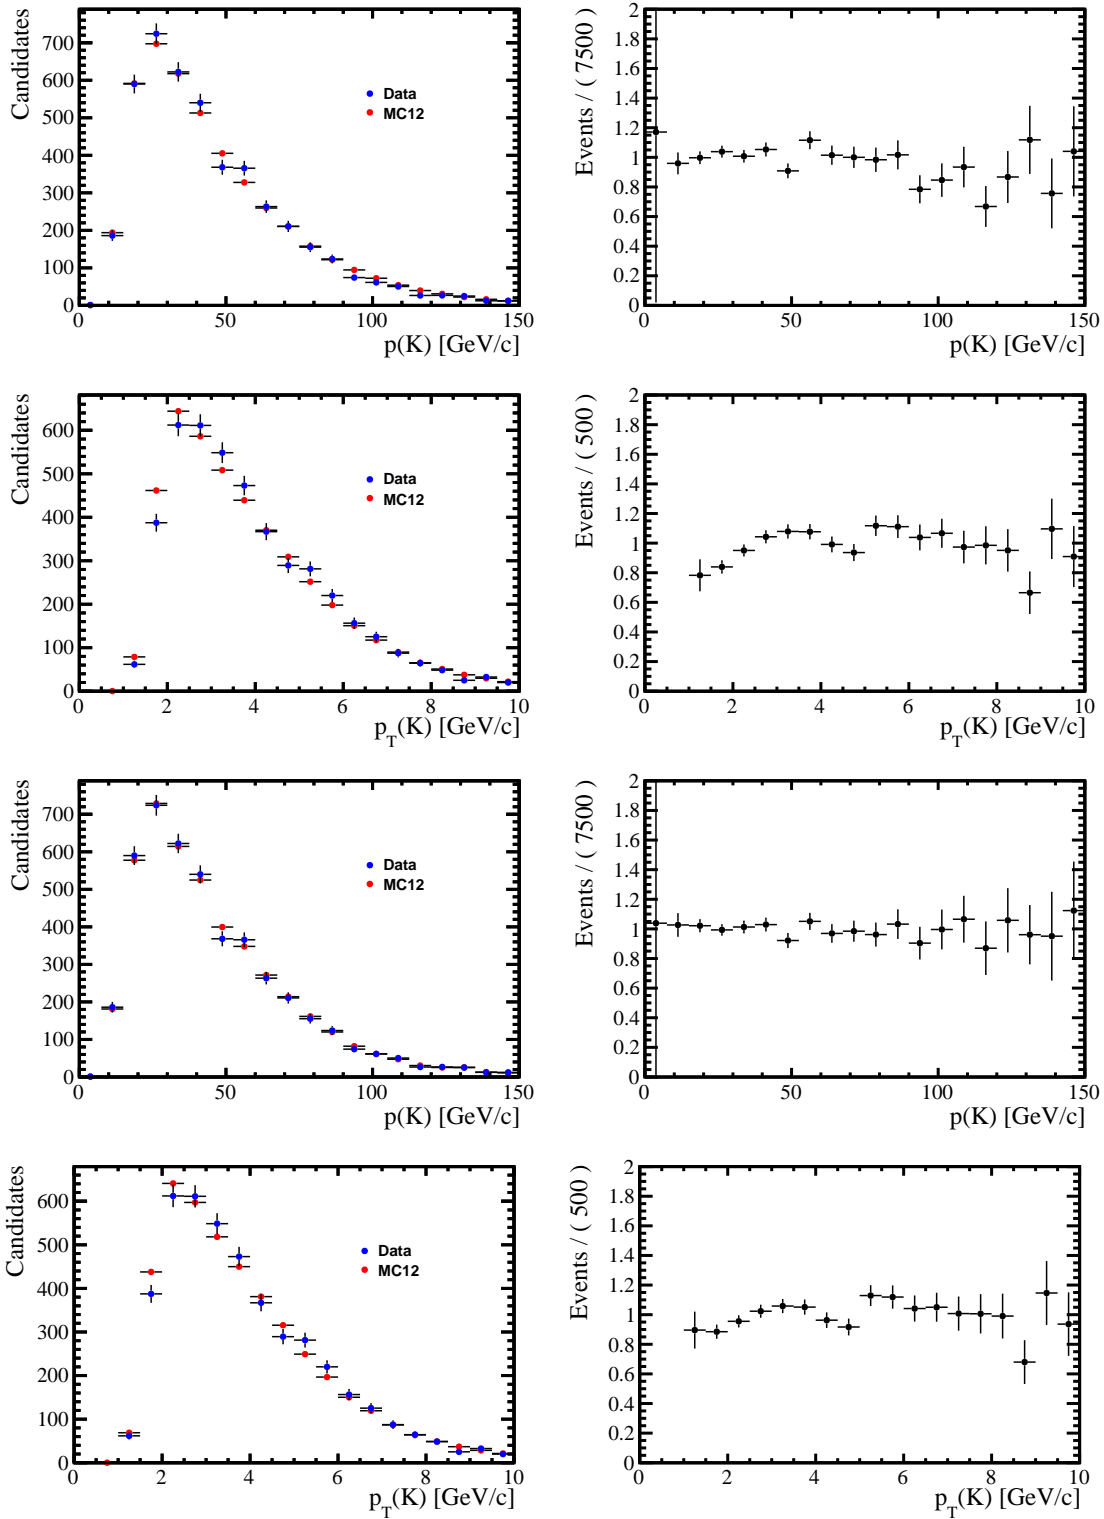 Candidates
700
600
500
400
300
200
100
0
Data
MC12
0 50 100 150
p(K) [GeV/c]
Events / ( 7500 )
2
1.8
1.6
1.4
1.2
1
0.8
0.6
0.4
0.2
0
0 50 100 150
p(K) [GeV/c]
Candidates
600
500
400
300
200
100
0
Data
MC12
0 2 4 6 8 10
p_T(K) [GeV/c]
Events / ( 500 )
2
1.8
1.6
1.4
1.2
1
0.8
0.6
0.4
0.2
0
0 2 4 6 8 10
p_T(K) [GeV/c]
Candidates
700
600
500
400
300
200
100
0
Data
MC12
0 50 100 150
p(K) [GeV/c]
Events / ( 7500 )
2
1.8
1.6
1.4
1.2
1
0.8
0.6
0.4
0.2
0
0 50 100 150
p(K) [GeV/c]
Candidates
600
500
400
300
200
100
0
Data
MC12
0 2 4 6 8 10
p_T(K) [GeV/c]
Events / ( 500 )
2
1.8
1.6
1.4
1.2
1
0.8
0.6
0.4
0.2
0
0 2 4 6 8 10
p_T(K) [GeV/c]